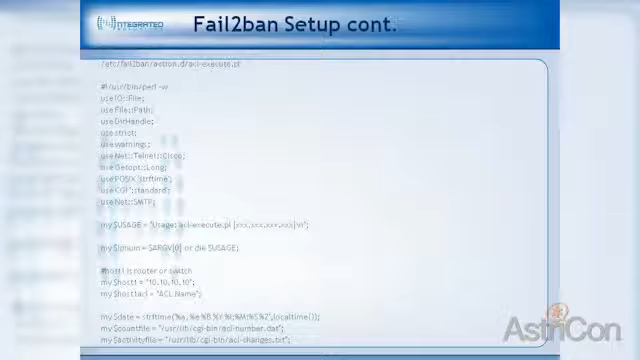 INTEGRATED
Fail2ban Setup cont.
/etc/fail2ban/action.d/acl-execute.pl
#!/usr/bin/perl -w
use IO::File;
use File::Path;
use DirHandle;
use strict;
use warnings;
use Net::Telnet::Cisco;
use Getopt::Long;
use POSIX 'strftime';
use CGI ':standard';
use Net::SMTP;
my $USAGE = "Usage: acl-execute.pl [xxx.xxx.xxx.xxx]\n";
= $ARGV[0] or die $USAGE;
#host1 is router or switch
my $host1 = "10.10.10.10";
my $host1acl = "ACL Name";
my $date = strftime('%a, %e %B %Y %H:%M:%S %Z',localtime());
my $countfile = "/usr/lib/cgi-bin/acl-number.dat";
my $activityfile = "/usr/lib/cgi-bin/acl-changes.txt";
AstriCon